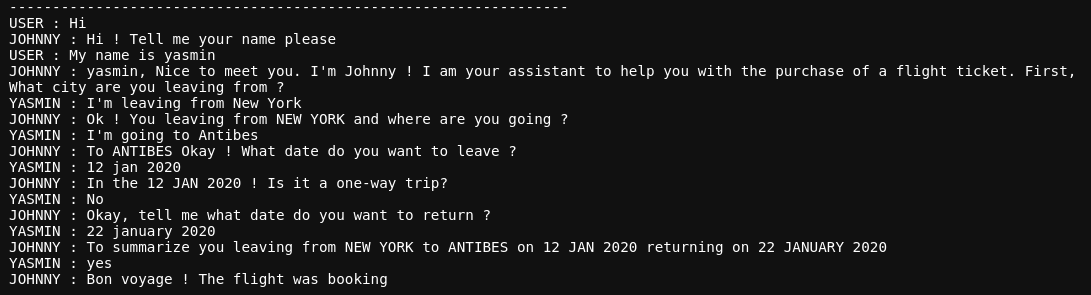 -----------------------------------------------------------------
USER : Hi
JOHNNY : Hi ! Tell me your name please
USER : My name is yasmin
JOHNNY : yasmin, Nice to meet you. I'm Johnny ! I am your assistant to help you with the purchase of a flight ticket. First,
What city are you leaving from ?
YASMIN : I'm leaving from New York
JOHNNY : Ok ! You leaving from NEW YORK and where are you going ?
YASMIN : I'm going to Antibes
JOHNNY : To ANTIBES Okay ! What date do you want to leave ?
YASMIN : 12 jan 2020
JOHNNY : In the 12 JAN 2020 ! Is it a one-way trip?
YASMIN : No
JOHNNY : Okay, tell me what date do you want to return ?
YASMIN : 22 january 2020
JOHNNY : To summarize you leaving from NEW YORK to ANTIBES on 12 JAN 2020 returning on 22 JANUARY 2020
YASMIN : yes
JOHNNY : Bon voyage ! The flight was booking